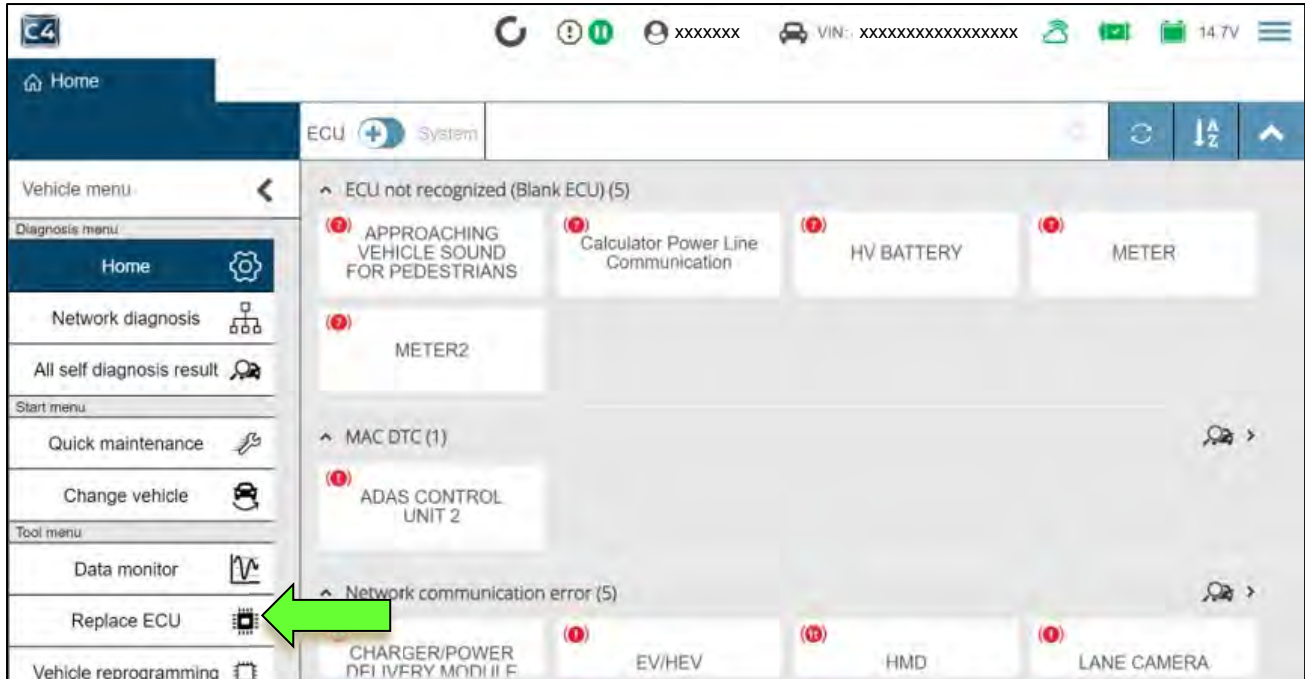 C4
xxxxxxx
VIN: xxxxxxxxxxxxxxxxx
14.7V
Home
ECU
System
A
Z
Vehicle menu
ECU not recognized (Blank ECU) (5)
Diagnosis menu
Home
Network diagnosis
All self diagnosis result
Start menu
Quick maintenance
Change vehicle
Tool menu
Data monitor
Replace ECU
Vehicle reprogramming
APPROACHING
VEHICLE SOUND
FOR PEDESTRIANS
Calculator Power Line
Communication
HV BATTERY
METER
METER2
MAC DTC (1)
ADAS CONTROL
UNIT 2
Network communication error (5)
CHARGER/POWER
DELIVERY MODULE
EV/HEV
HMD
LANE CAMERA